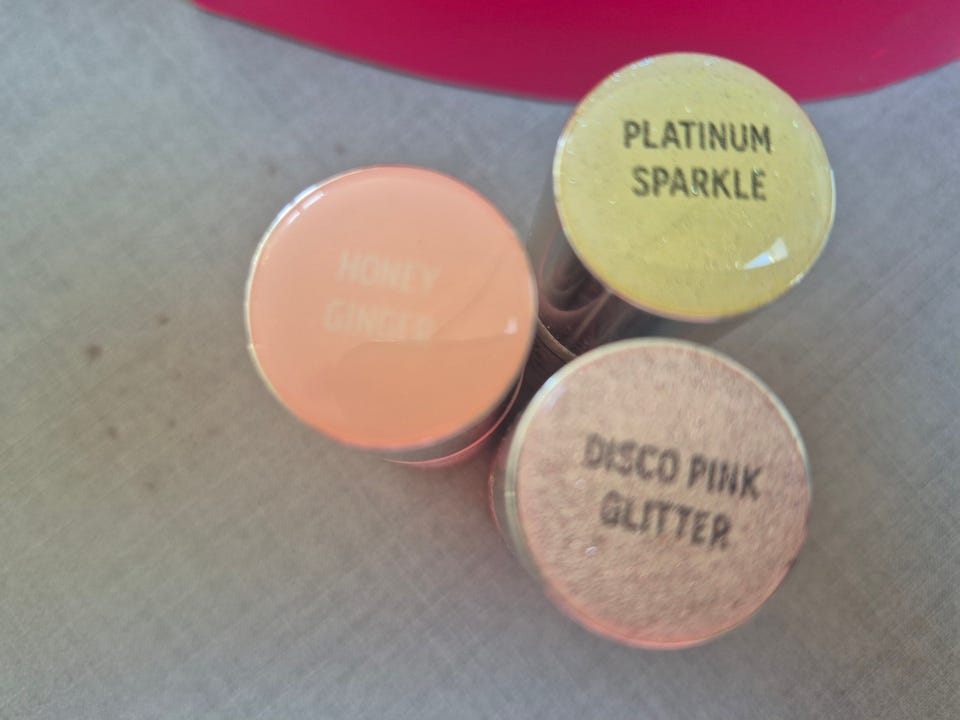 PLATINUM
SPARKLE
HONEY
GINGER
DISCO PINK
GLITTER